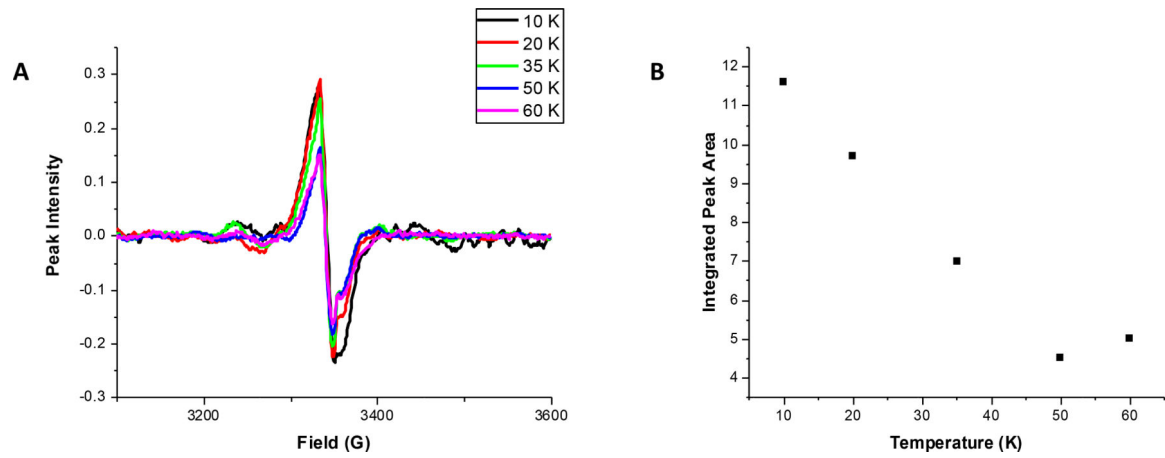 A
10 K
20 K
35 K
50 K
60 K
0.3
0.2
0.1
0.0
-0.1
-0.2
-0.3
Peak Intensity
3200
3400
3600
Field (G)
B
12
11
10
9
8
7
6
5
4
Integrated Peak Area
10
20
30
40
50
60
Temperature (K)